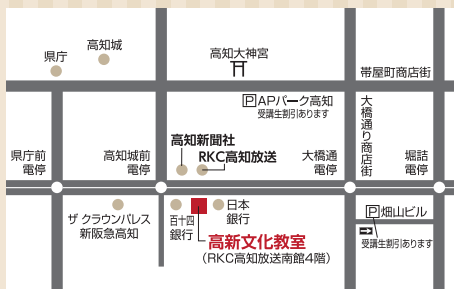 高知城
県庁
高知大神宮
帯屋町商店街
P APパーク高知
受講生割引あります
大橋通り商店街
高知新聞社
RKC高知放送
県庁前
電停
高知城前
電停
大橋通
電停
堀詰
電停
ザ クラウンパレス
新阪急高知
百十四
銀行
日本
銀行
P 畑山ビル
受講生割引あります
高新文化教室
(RKC高知放送南館4階)